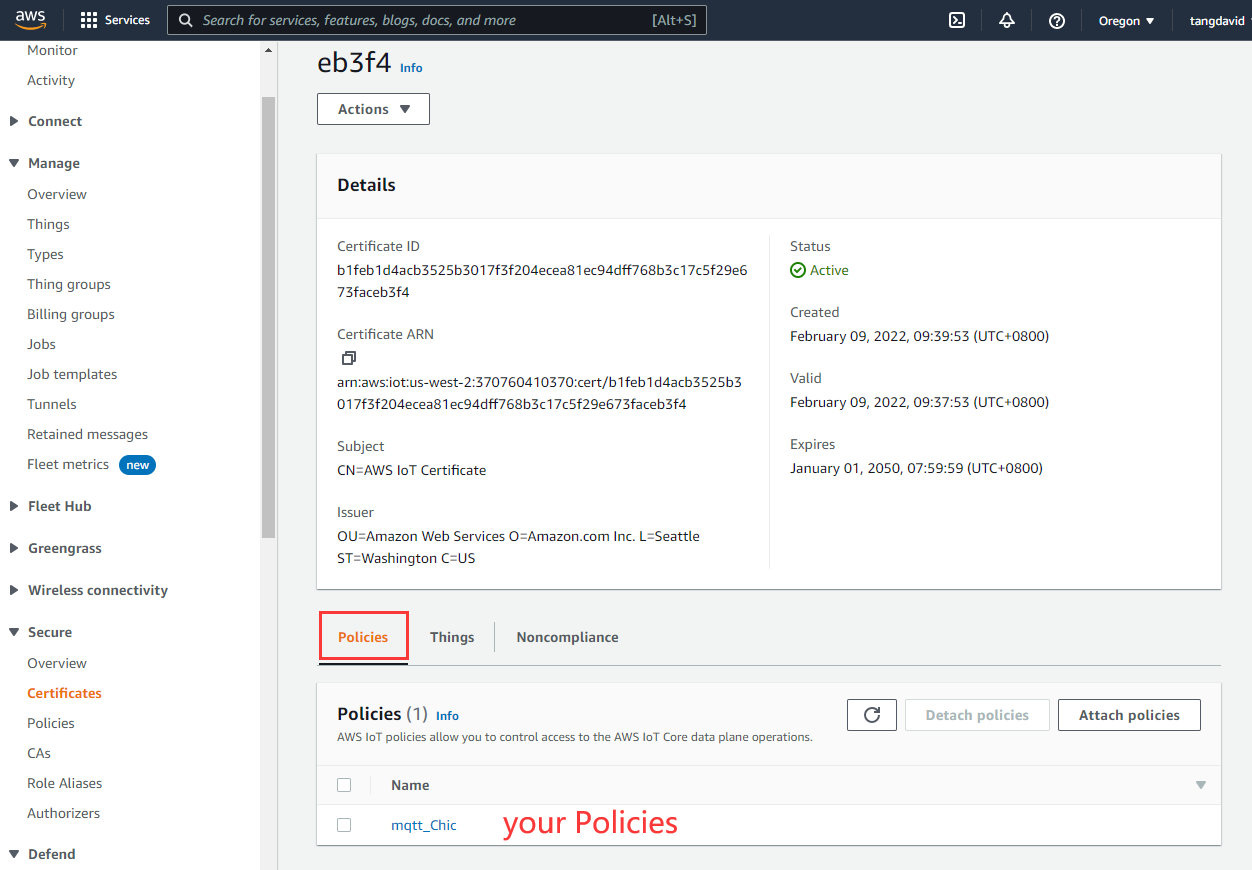 aws
Services
Search for services, features, blogs, docs, and more
[Alt+S]
Oregon
tangdavid
Monitor
Activity
Connect
Manage
Overview
Things
Types
Thing groups
Billing groups
Jobs
Job templates
Tunnels
Retained messages
Fleet metrics new
Fleet Hub
Greengrass
Wireless connectivity
Secure
Overview
Certificates
Policies
CAs
Role Aliases
Authorizers
Defend
eb3f4 Info
Actions
Details
Certificate ID
b1feb1d4acb3525b3017f3f204ecea81ec94dff768b3c17c5f29e6
73faceb3f4
Certificate ARN
arn:aws:iot:us-west-2:370760410370:cert/b1feb1d4acb3525b3
017f3f204ecea81ec94dff768b3c17c5f29e673faceb3f4
Subject
CN=AWS IoT Certificate
Issuer
OU=Amazon Web Services O=Amazon.com Inc. L=Seattle
ST=Washington C=US
Status
Active
Created
February 09, 2022, 09:39:53 (UTC+0800)
Valid
February 09, 2022, 09:37:53 (UTC+0800)
Expires
January 01, 2050, 07:59:59 (UTC+0800)
Policies
Things
Noncompliance
Policies (1) Info
AWS IoT policies allow you to control access to the AWS IoT Core data plane operations.
Detach policies
Attach policies
Name
mqtt_Chic
your Policies